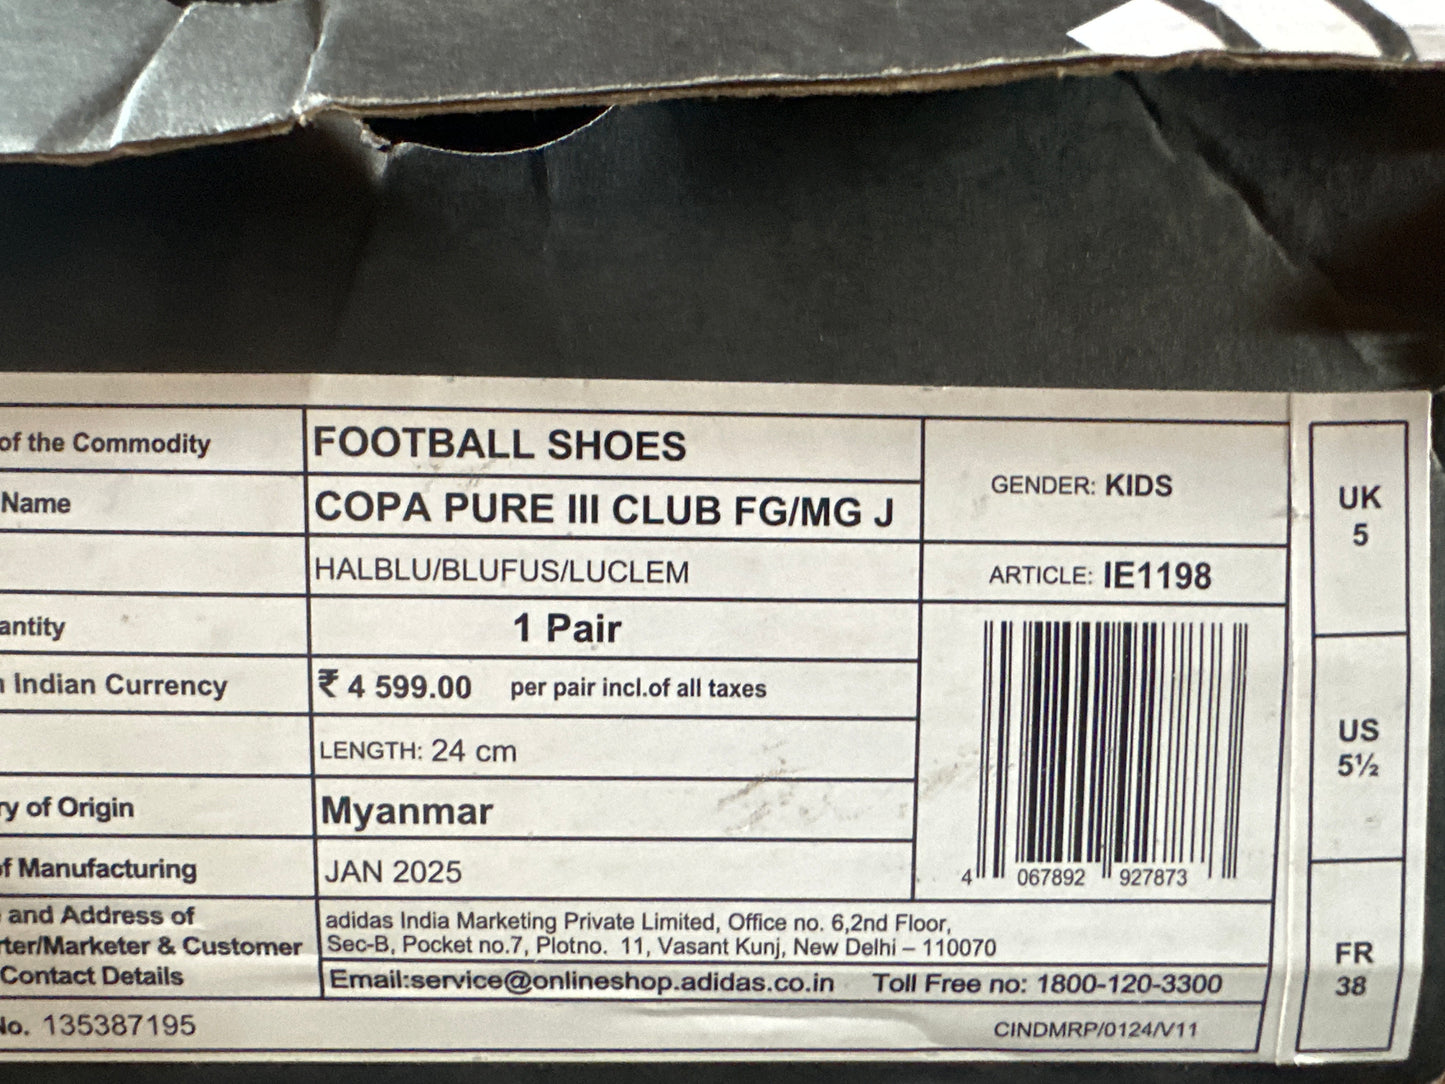 of the Commodity FOOTBALL SHOES
GENDER: KIDS
Name COPA PURE III CLUB FG/MG J
HALBLU/BLUFUS/LUCLEM
ARTICLE: IE1198
antity 1 Pair
n Indian Currency ₹ 4 599.00 per pair incl.of all taxes
LENGTH: 24 cm
ry of Origin Myanmar
of Manufacturing JAN 2025
4 067892 927873
and Address of
rter/Marketer & Customer
Contact Details
adidas India Marketing Private Limited, Office no. 6,2nd Floor,
Sec-B, Pocket no.7, Plotno. 11, Vasant Kunj, New Delhi – 110070
Email:service@onlineshop.adidas.co.in Toll Free no: 1800-120-3300
No. 135387195
CINDMRP/0124/V11
UK
5
US
5½
FR
38